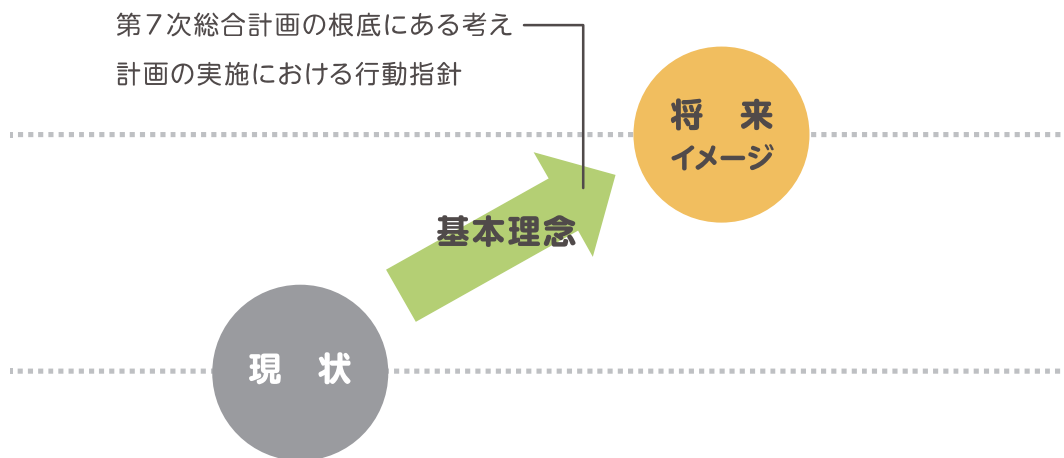 第7次総合計画の根底にある考え
計画の実施における行動指針
将　来
イメージ
基本理念
現　状